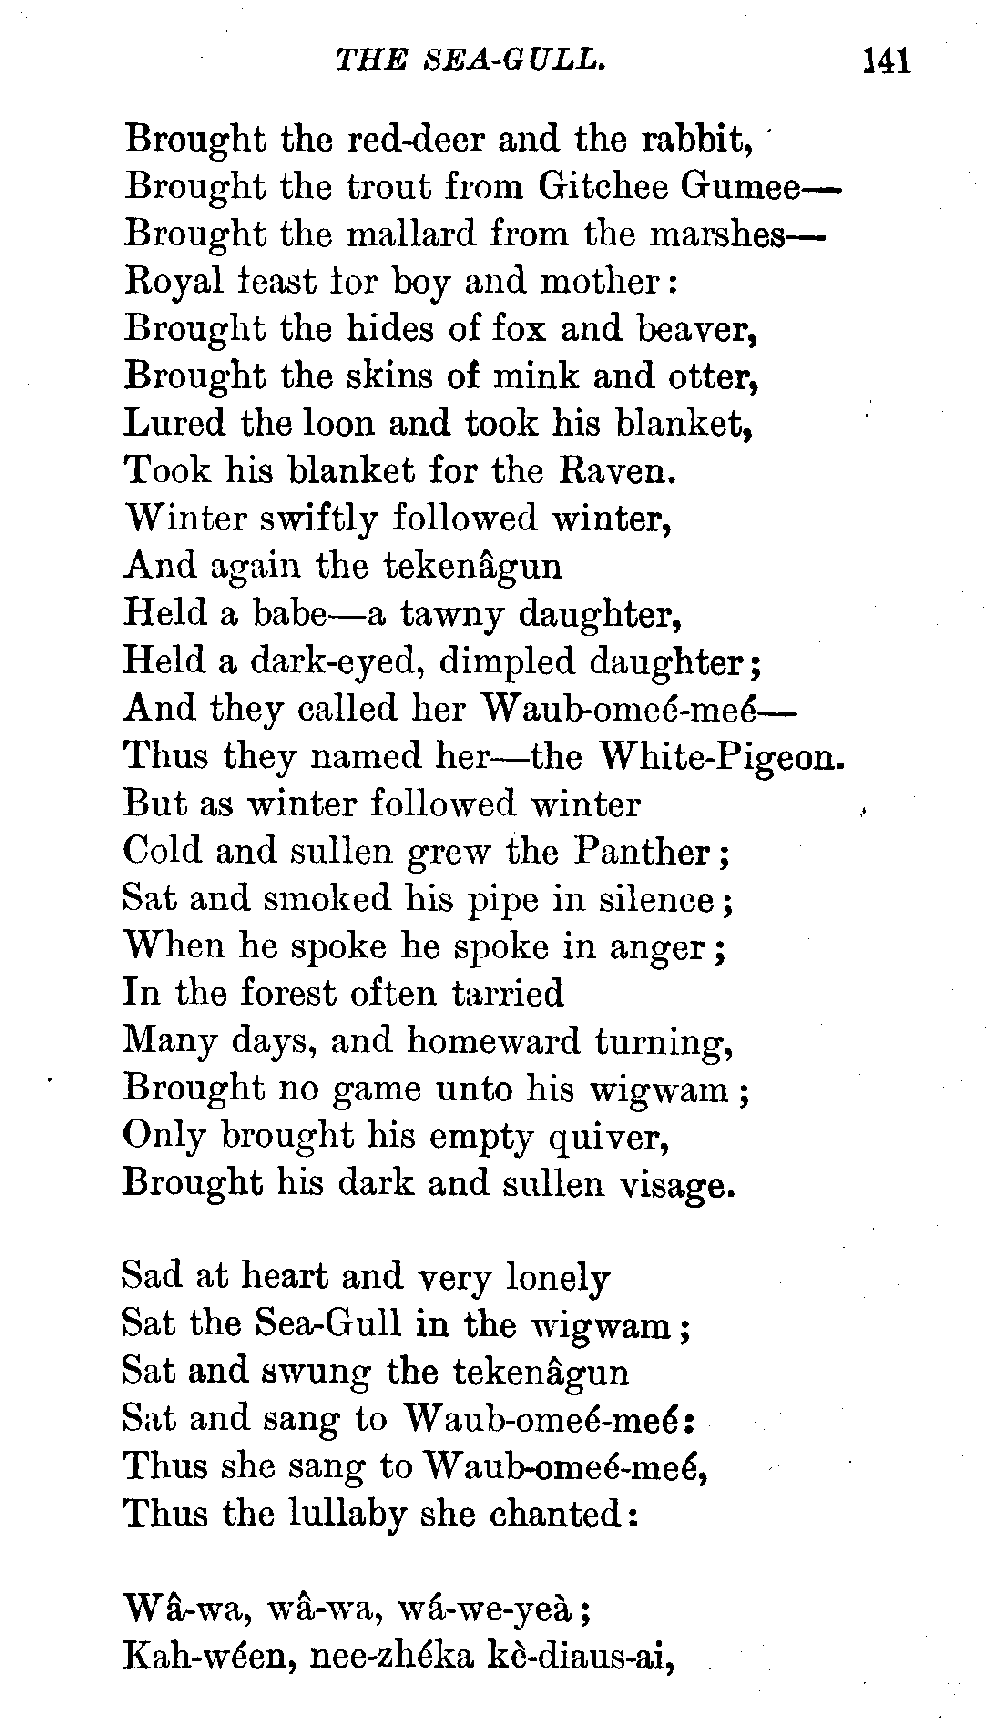 THE SEA-GULL. 141
Brought the red-deer and the rabbit,
Brought the trout from Gitchee Gumee—
Brought the mallard from the marshes—
Royal feast for boy and mother:
Brought the hides of fox and beaver,
Brought the skins of mink and otter,
Lured the loon and took his blanket,
Took his blanket for the Raven.
Winter swiftly followed winter,
And again the tekenâgun
Held a babe—a tawny daughter,
Held a dark-eyed, dimpled daughter;
And they called her Waub-omeé-meé—
Thus they named her—the White-Pigeon.
But as winter followed winter
Cold and sullen grew the Panther;
Sat and smoked his pipe in silence;
When he spoke he spoke in anger;
In the forest often tarried
Many days, and homeward turning,
Brought no game unto his wigwam;
Only brought his empty quiver,
Brought his dark and sullen visage.
Sad at heart and very lonely
Sat the Sea-Gull in the wigwam;
Sat and swung the tekenâgun
Sat and sang to Waub-omeé-meé:
Thus she sang to Waub-omeé-meé,
Thus the lullaby she chanted:
Wâ-wa, wâ-wa, wá-we-yeà;
Kah-wéen, nee-zhéka kè-diaus-ai,